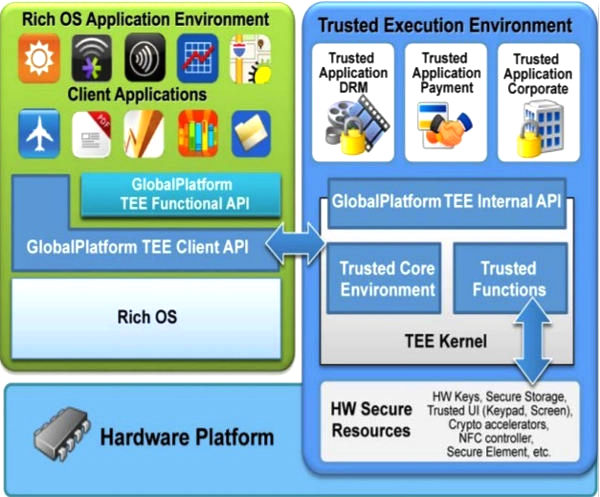 Rich OS Application Environment
Client Applications
PDF
GlobalPlatform
TEE Functional API
GlobalPlatform TEE Client API
Rich OS
Trusted Execution Environment
Trusted
Application
DRM
Trusted
Application
Payment
Trusted
Application
Corporate
GlobalPlatform TEE Internal API
Trusted Core
Environment
Trusted
Functions
TEE Kernel
HW Secure
Resources
HW Keys, Secure Storage,
Trusted UI (Keypad, Screen),
Crypto accelerators,
NFC controller,
Secure Element, etc.
Hardware Platform